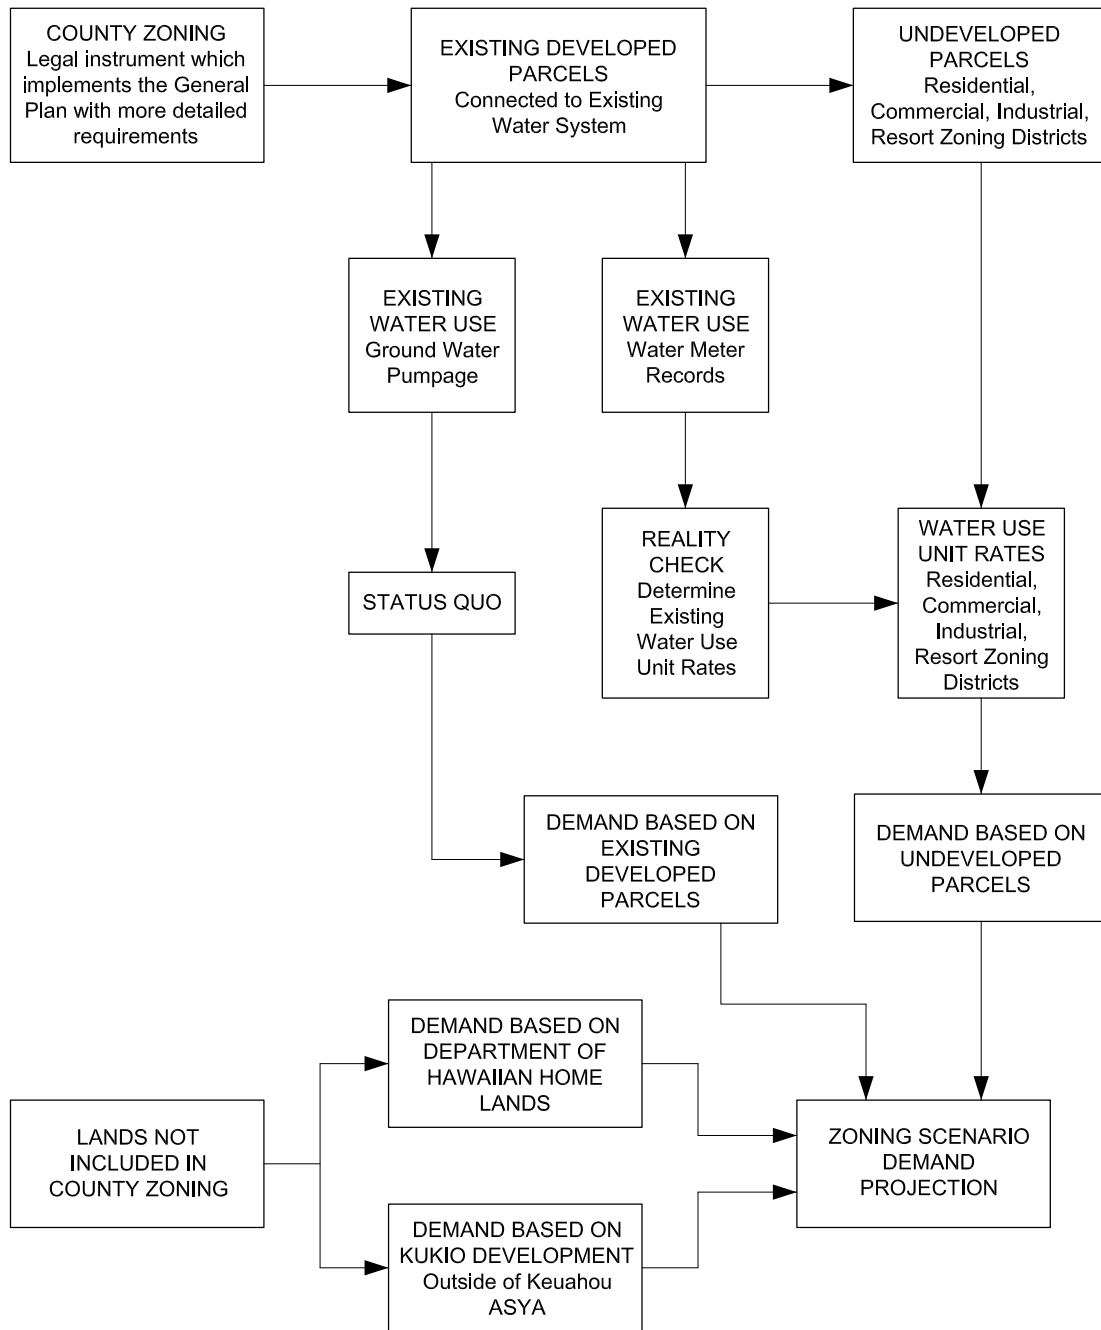 COUNTY ZONING
Legal instrument which
implements the General
Plan with more detailed
requirements
EXISTING DEVELOPED
PARCELS
Connected to Existing
Water System
UNDEVELOPED
PARCELS
Residential,
Commercial, Industrial,
Resort Zoning Districts
EXISTING
WATER USE
Ground Water
Pumpage
EXISTING
WATER USE
Water Meter
Records
STATUS QUO
REALITY
CHECK
Determine
Existing
Water Use
Unit Rates
WATER USE
UNIT RATES
Residential,
Commercial,
Industrial,
Resort Zoning
Districts
DEMAND BASED ON
EXISTING
DEVELOPED
PARCELS
DEMAND BASED ON
UNDEVELOPED
PARCELS
DEMAND BASED ON
DEPARTMENT OF
HAWAIIAN HOME
LANDS
LANDS NOT
INCLUDED IN
COUNTY ZONING
ZONING SCENARIO
DEMAND
PROJECTION
DEMAND BASED ON
KUKIO DEVELOPMENT
Outside of Keuahou
ASYA